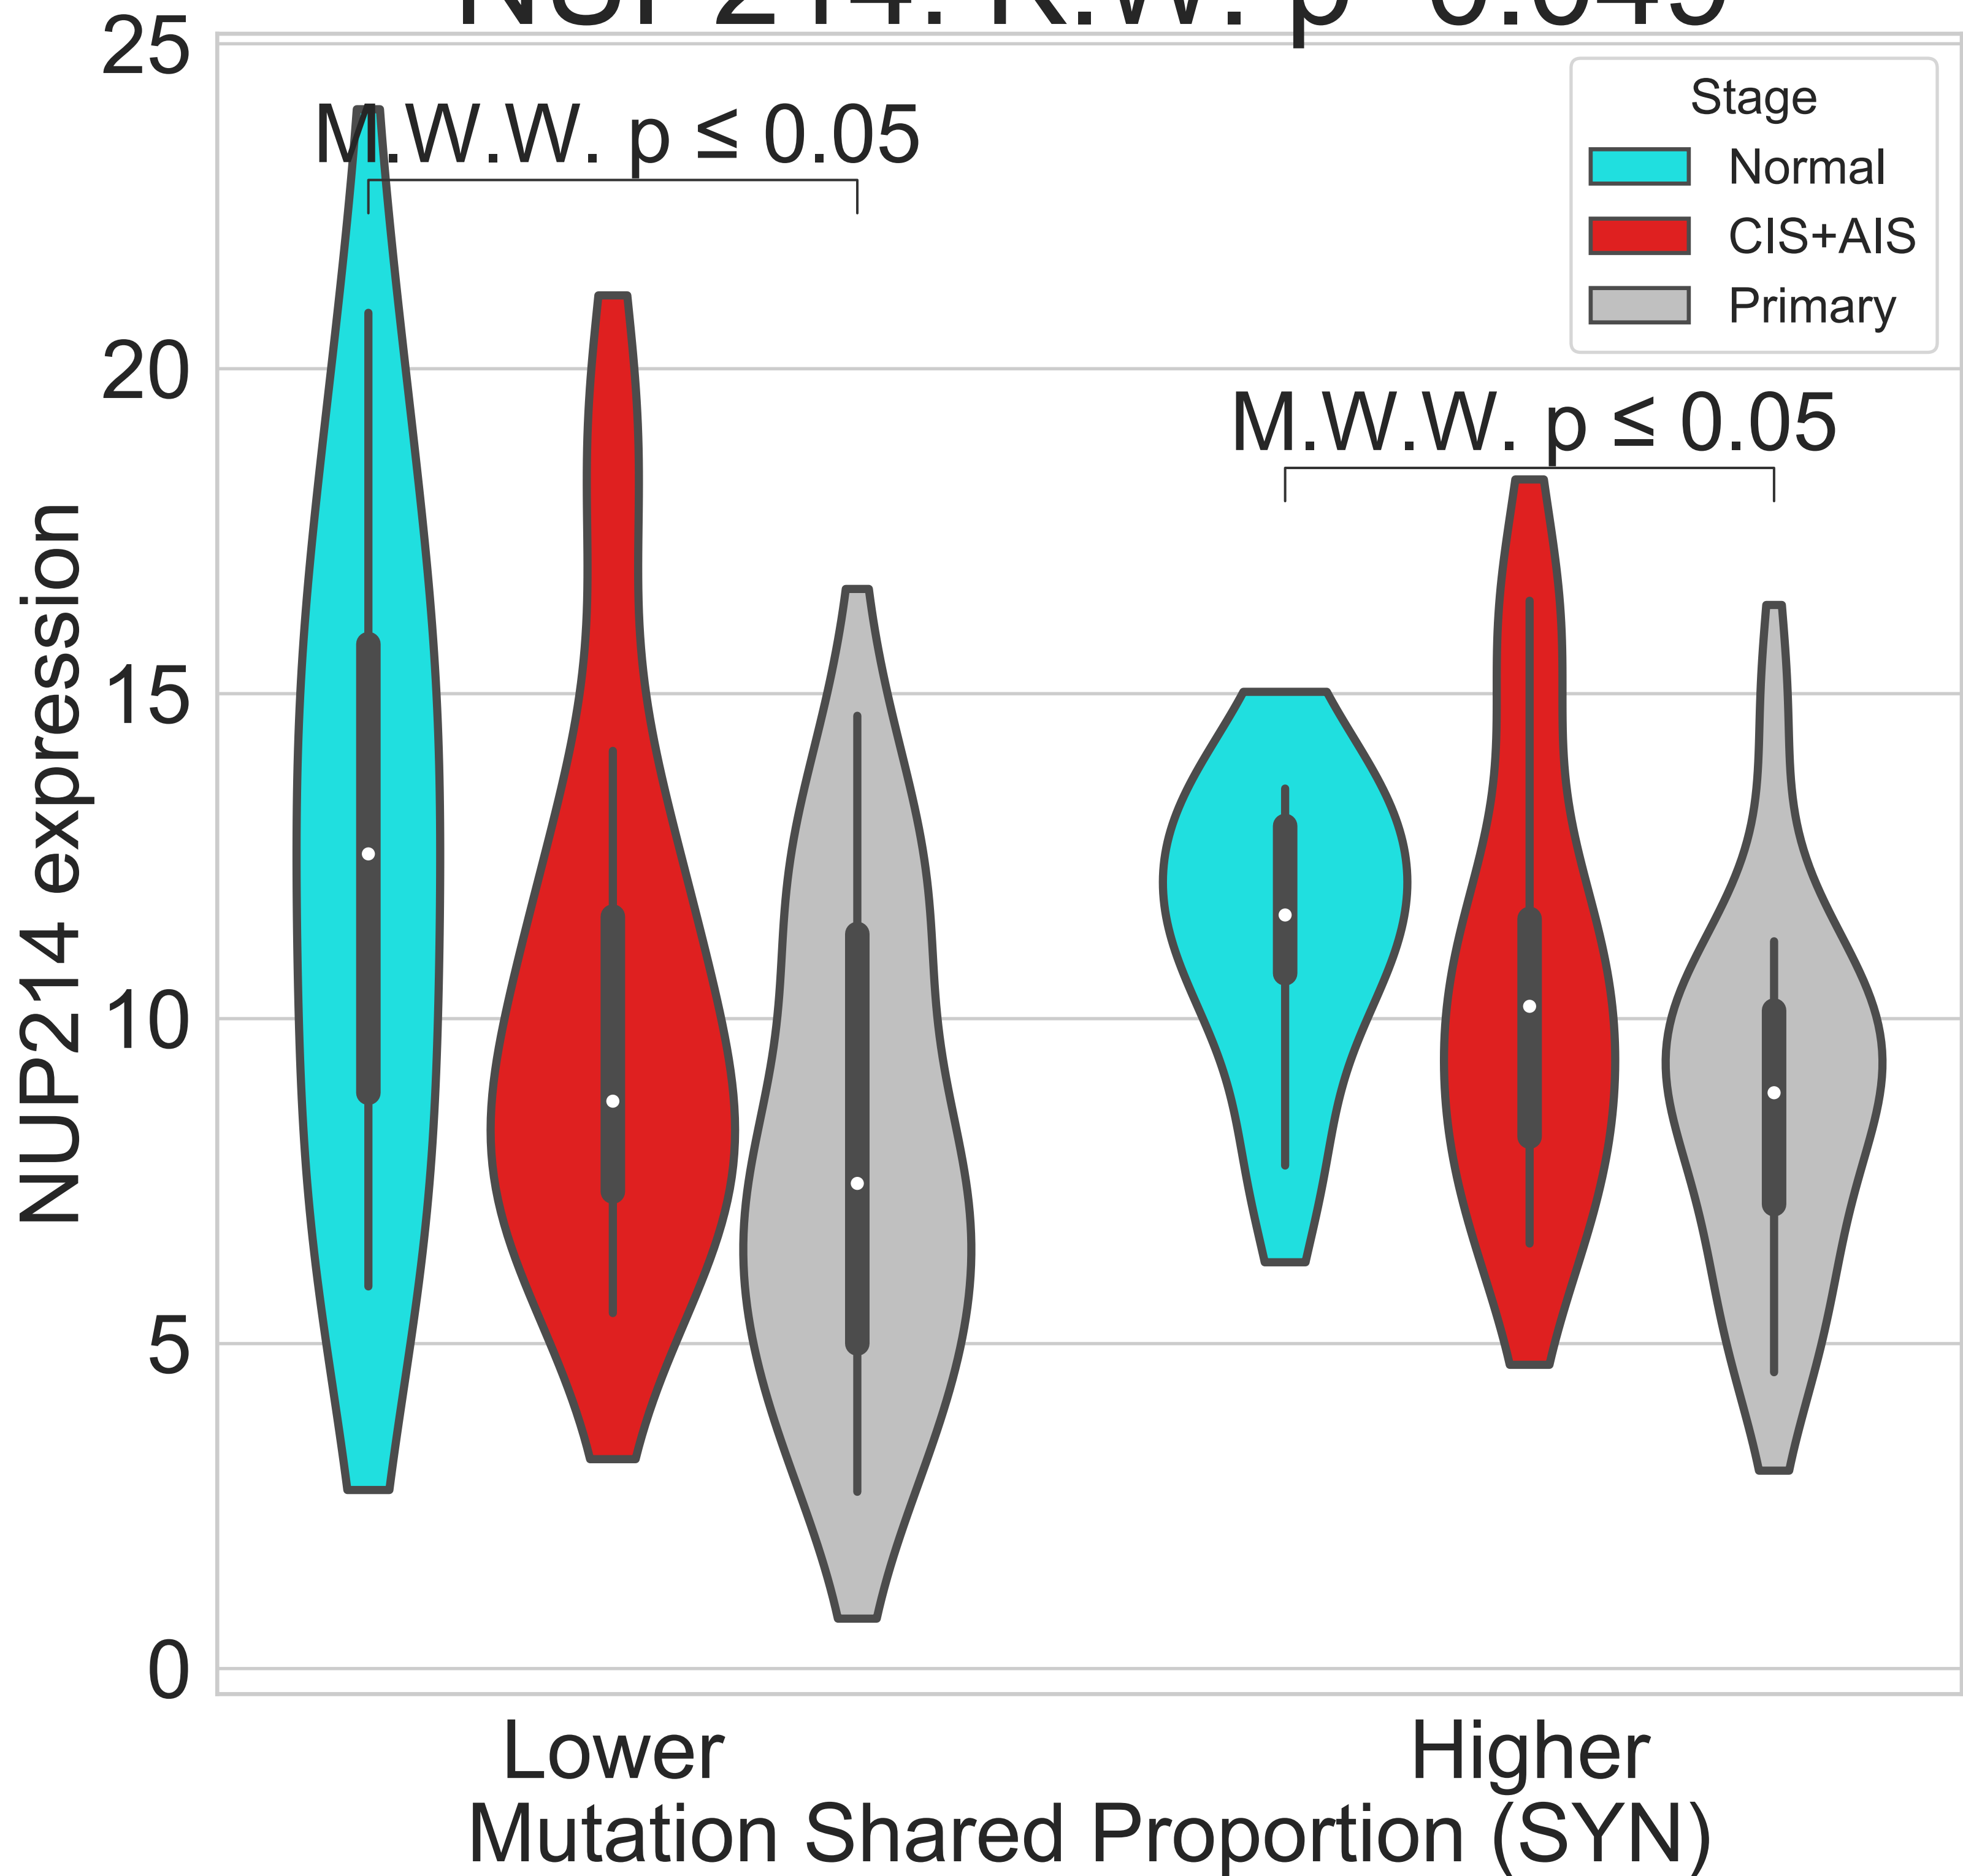 NUP214: K.W. p
25
M.W.W. p ≤ 0.05
Stage
Normal
CIS+AIS
Primary
20
M.W.W. p ≤ 0.05
15
10
5
0
NUP214 expression
Lower
Higher
Mutation Shared Proportion (SYN)